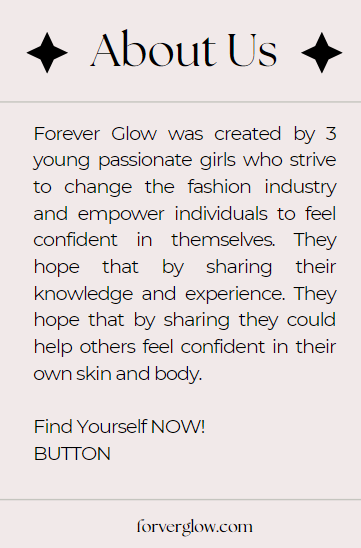 About Us
Forever Glow was created by 3
young passionate girls who strive
to change the fashion industry
and empower individuals to feel
confident in themselves. They
hope that by sharing their
knowledge and experience. They
hope that by sharing they could
help others feel confident in their
own skin and body.
Find Yourself NOW!
BUTTON
forverglow.com